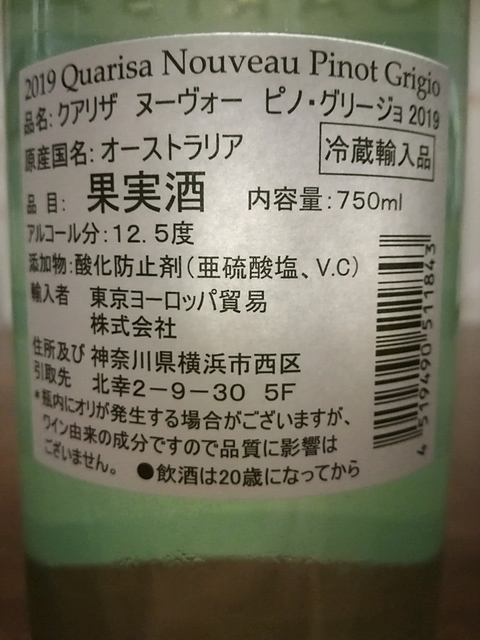 2019 Quarisa Nouveau Pinot Grigio
品名: クアリザ ヌーヴォー ピノ・グリージョ 2019
原産国名: オーストラリア
冷蔵輸入品
品 目: 果実酒 内容量:750ml
アルコール分:12.5度
添加物:酸化防止剤(亜硫酸塩、V.C)
輸入者 東京ヨーロッパ貿易
株式会社
住所及び 神奈川県横浜市西区
引取先 北幸2-9-30 5F
*瓶内にオリが発生する場合がございますが、
ワイン由来の成分ですので品質に影響は
ございません。 ●飲酒は20歳になってから
4 519490 511843